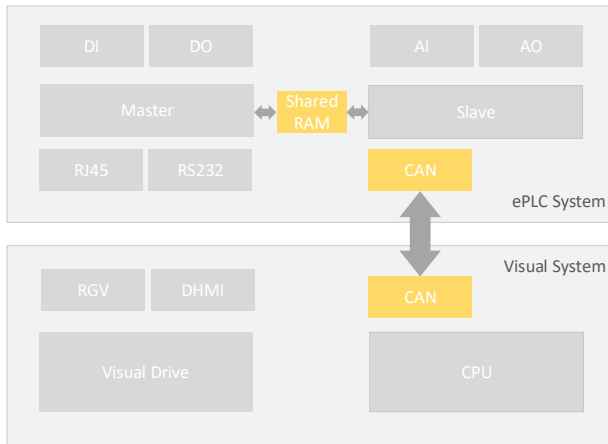 DI
DO
AI
AO
Master
Shared
RAM
Slave
RJ45
RS232
CAN
ePLC System
Visual System
RGV
DHMI
CAN
Visual Drive
CPU